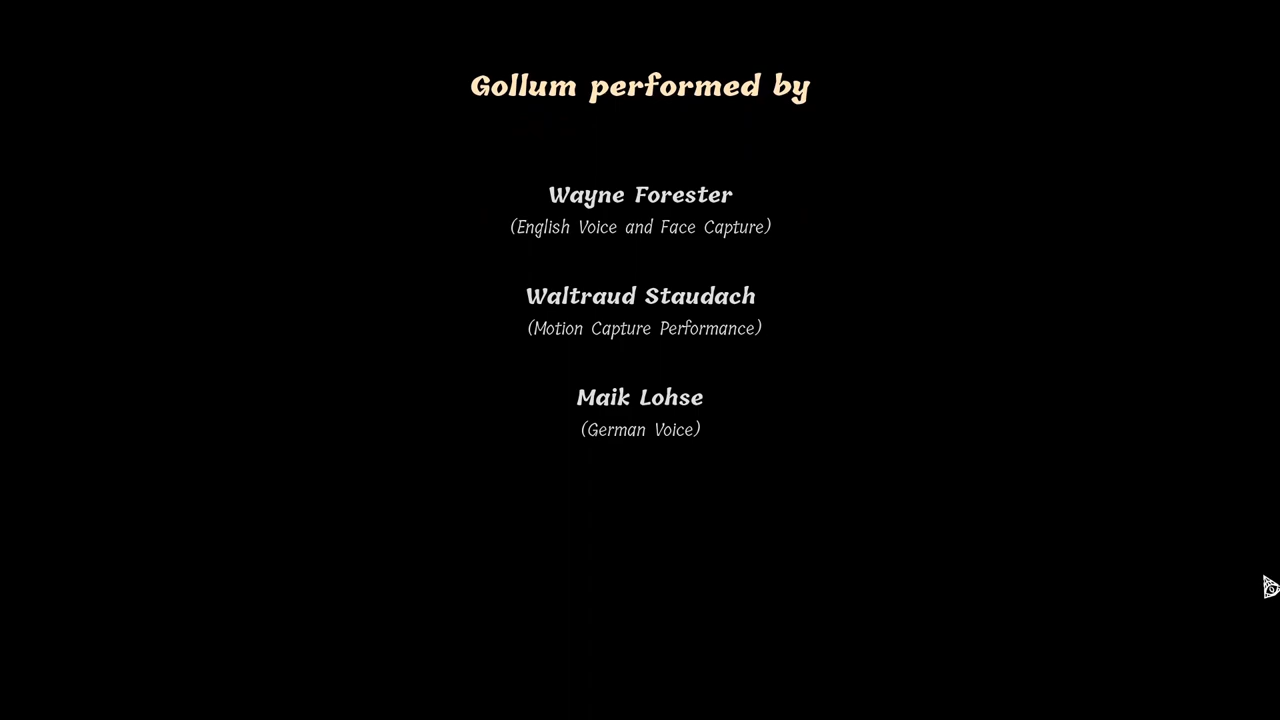 Gollum performed by
Wayne Forester
(English Voice and Face Capture)
Waltraud Staudach
(Motion Capture Performance)
Maik Lohse
(German Voice)